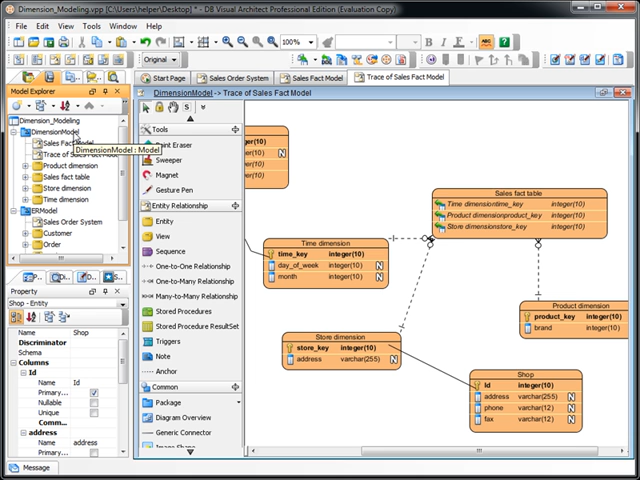 Dimension_Modeling.vpp [C:\Users\helper\Desktop] * - DB Visual Architect Professional Edition (Evaluation Copy)
File Edit Modeling Tools Window Help
100%
B I
ABC
Original
Start Page
Sales Order System
Sales Fact Model
Trace of Sales Fact Model
Model Explorer
Dimension_Modeling
DimensionModel
Sales Fact Model
Trace of Sales Fact Model
DimensionModel : Model
Product dimension
Sales fact table
Store dimension
Time dimension
ERModel
Sales Order System
Customer
Order
P...
Di...
D...
S...
Property
Shop - Entity
Name Shop
Discriminator
Schema
Columns
Id
Name Id
Primary...
Nullable
Unique
Comm...
address
Name address
Primary...
DimensionModel -> Trace of Sales Fact Model
S
Tools
Point Eraser
Sweeper
Magnet
Gesture Pen
Entity Relationship
Entity
View
Sequence
One-to-One Relationship
One-to-Many Relationship
Many-to-Many Relationship
Stored Procedures
Stored Procedure ResultSet
Triggers
Note
Anchor
Common
Package
Diagram Overview
Generic Connector
eger(10)
eger(10) N
eger(10)
eger(10)
Sales fact table
Time dimensiontime_key integer(10)
Product dimensionproduct_key integer(10)
Store dimensionstore_key integer(10)
Time dimension
time_key integer(10)
day_of_week integer(10) N
month integer(10) N
Product dimension
product_key integer(10)
brand integer(10)
Store dimension
store_key integer(10)
address varchar(255) N
Shop
Id integer(10)
address varchar(255) N
phone varchar(12) N
fax varchar(12) N
Message